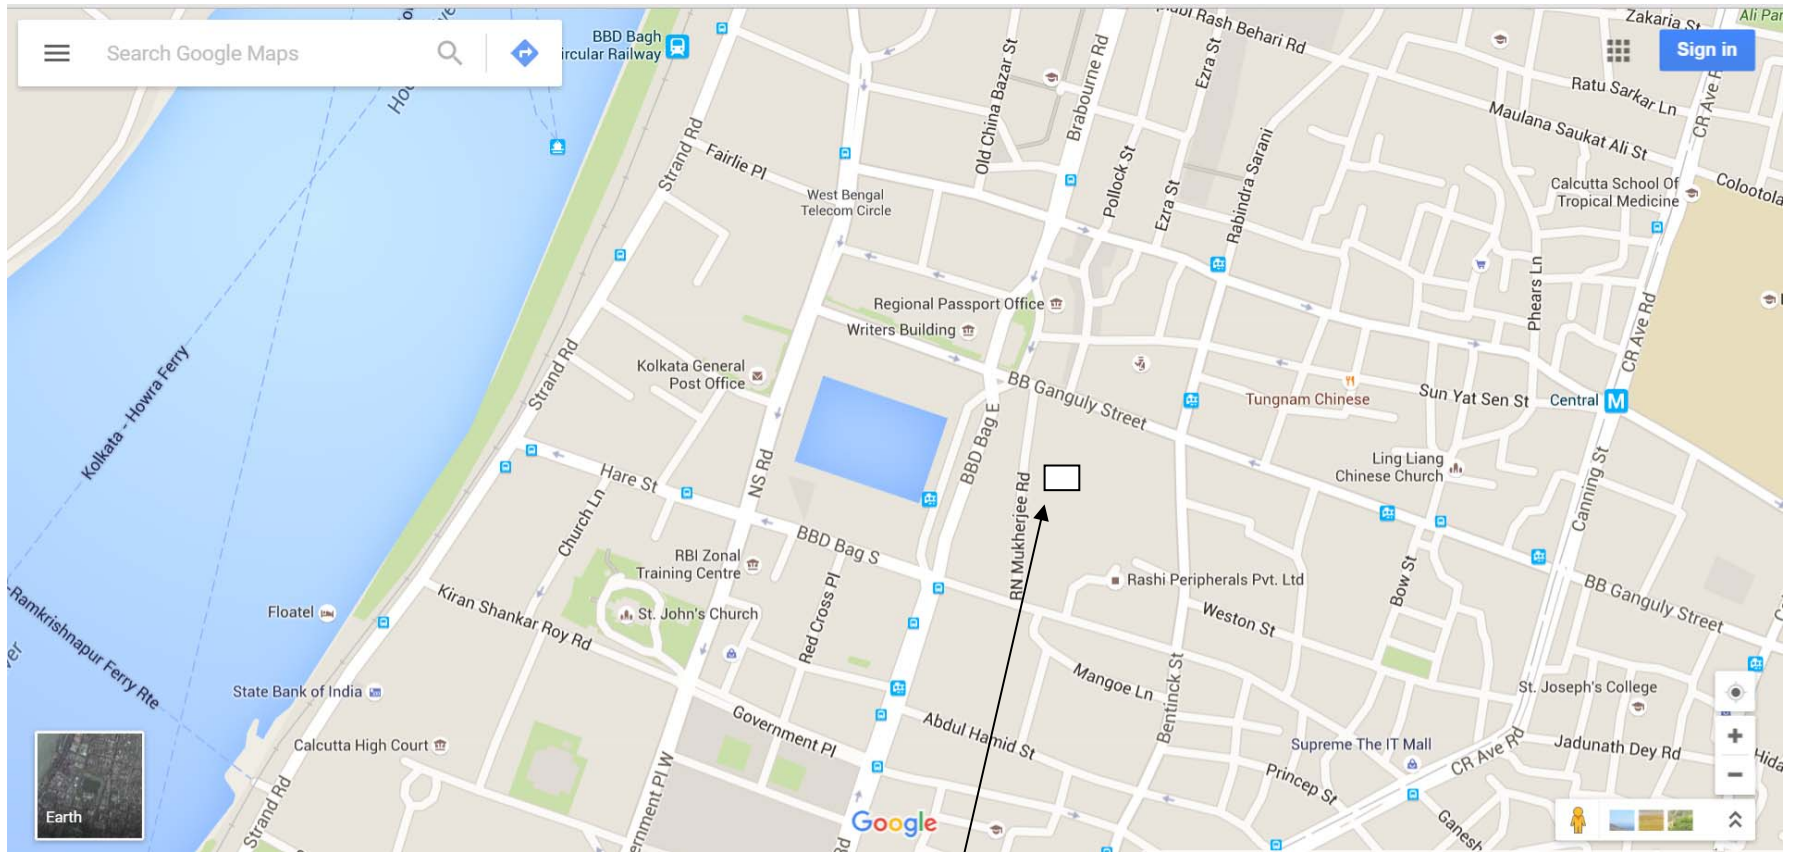 Search Google Maps
BBD Bagh
ircular Railway
Rash Behari Rd
Zakaria St
Ali Par
Sign in
Strand Rd
Fairlie Pl
Old China Bazar St
Brabourne Rd
Ezra St
Ratu Sarkar Ln
Maulana Saukat Ali St
CR Ave R
West Bengal
Telecom Circle
Pollock St
Ezra St
Rabindra Sarani
Calcutta School Of
Tropical Medicine
Colootola
Regional Passport Office
Writers Building
Phears Ln
CR Ave Rd
Kolkata - Howra Ferry
Strand Rd
Kolkata General
Post Office
BB Ganguly Street
Tungnam Chinese
Sun Yat Sen St
Central
M
Hare St
NS Rd
BBD Bag E
RN Mukherjee Rd
Ling Liang
Chinese Church
Canning St
Church Ln
BBD Bag S
RBI Zonal
Training Centre
Rashi Peripherals Pvt. Ltd
Bow St
BB Ganguly Street
-Ramkrishnapur Ferry Rte
ver
Floatel
Kiran Shankar Roy Rd
St. John's Church
Red Cross Pl
Weston St
State Bank of India
Mangoe Ln
Bentinck St
St. Joseph's College
Calcutta High Court
Government Pl
Abdul Hamid St
Supreme The IT Mall
CR Ave Rd
Jadunath Dey Rd
Hida
Earth
Strand Rd
ernment Pl W
Rd
Google
Princep St
Ganesh